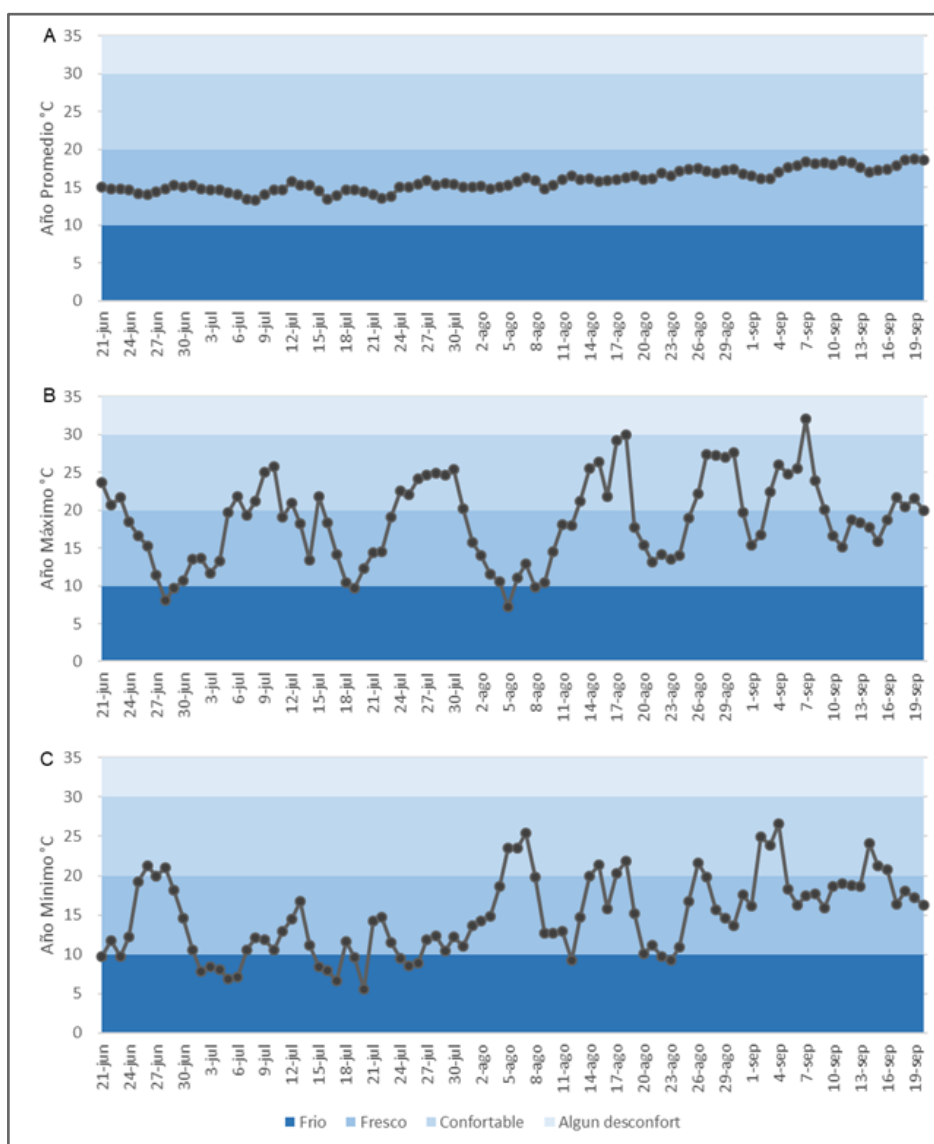 A
Año Promedio °C
35
30
25
20
15
10
5
0
21-jun 24-jun 27-jun 30-jun 3-jul 6-jul 9-jul 12-jul 15-jul 18-jul 21-jul 24-jul 27-jul 30-jul 2-ago 5-ago 8-ago 11-ago 14-ago 17-ago 20-ago 23-ago 26-ago 29-ago 1-sep 4-sep 7-sep 10-sep 13-sep 16-sep 19-sep
B
Año Máximo °C
35
30
25
20
15
10
5
0
21-jun 24-jun 27-jun 30-jun 3-jul 6-jul 9-jul 12-jul 15-jul 18-jul 21-jul 24-jul 27-jul 30-jul 2-ago 5-ago 8-ago 11-ago 14-ago 17-ago 20-ago 23-ago 26-ago 29-ago 1-sep 4-sep 7-sep 10-sep 13-sep 16-sep 19-sep
C
Año Minimo °C
35
30
25
20
15
10
5
0
21-jun 24-jun 27-jun 30-jun 3-jul 6-jul 9-jul 12-jul 15-jul 18-jul 21-jul 24-jul 27-jul 30-jul 2-ago 5-ago 8-ago 11-ago 14-ago 17-ago 20-ago 23-ago 26-ago 29-ago 1-sep 4-sep 7-sep 10-sep 13-sep 16-sep 19-sep
Frio Fresco Confortable Algun desconfort